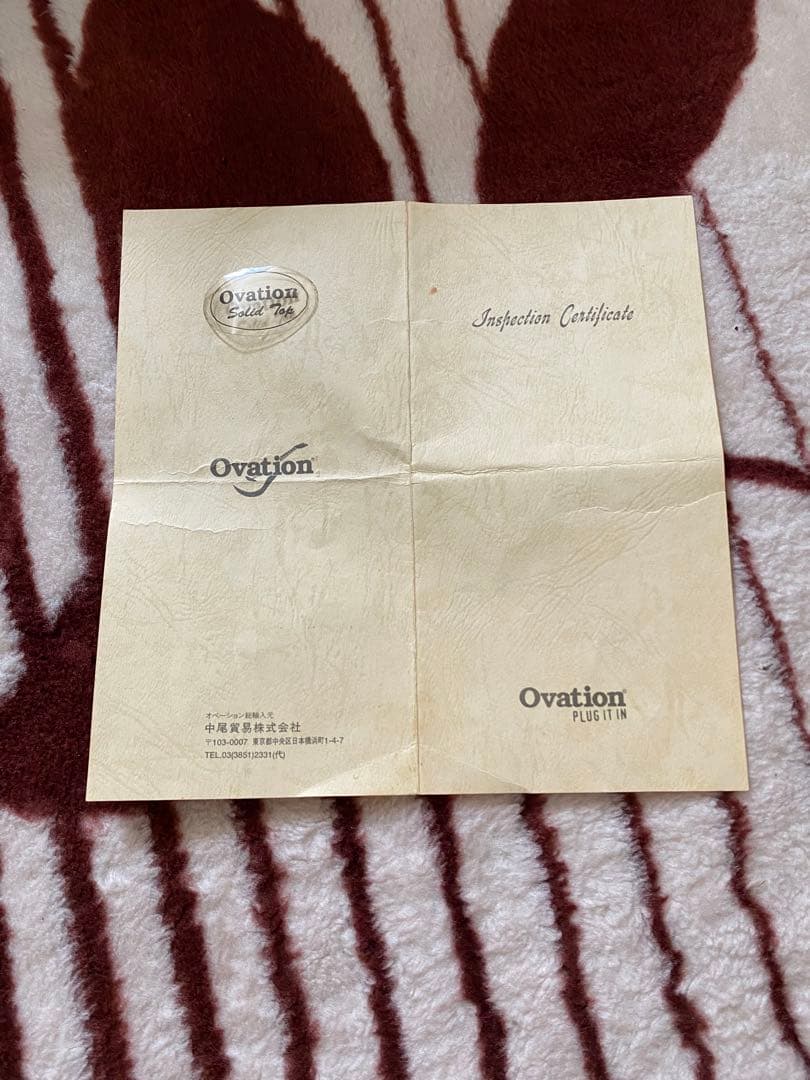 Ovation
Solid Top
Ovation
オベーション総輸入元
中尾貿易株式会社
〒103-0007 東京都中央区日本橋浜町1-4-7
TEL.03(3851)2331(代)
Inspection Certificate
Ovation®
PLUG IT IN